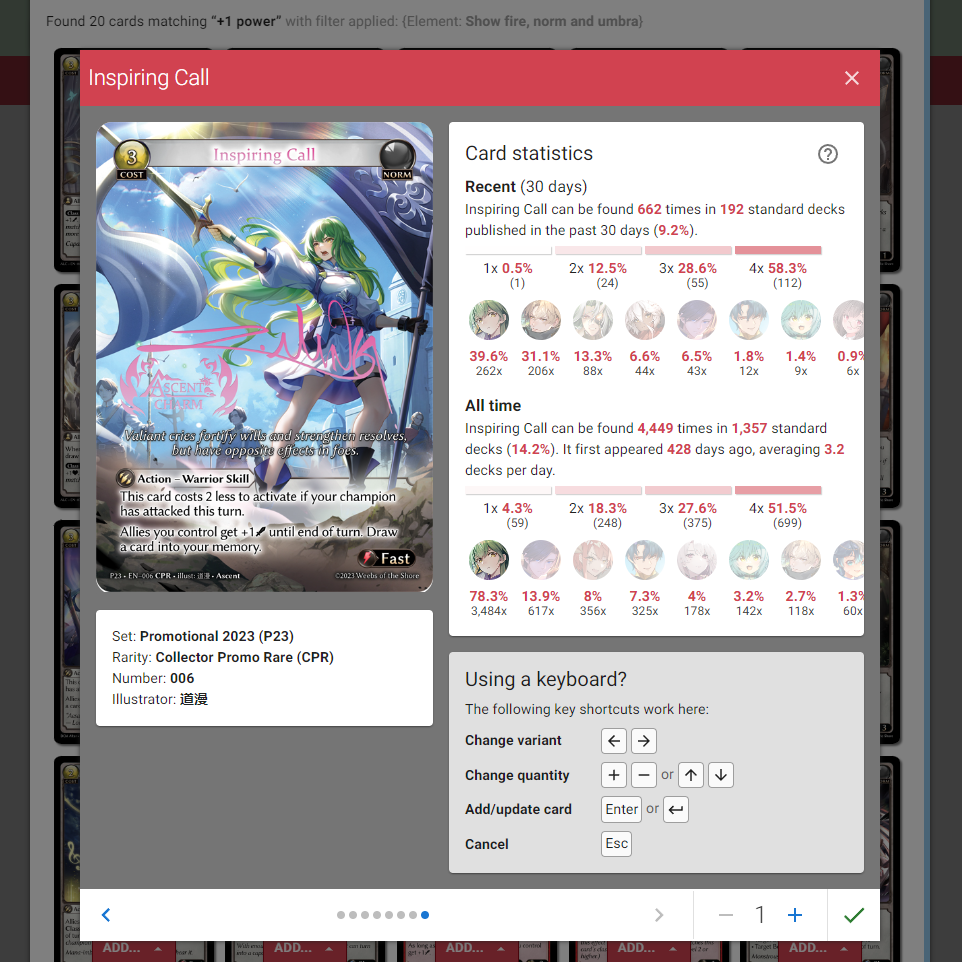 Found 20 cards matching “+1 power” with filter applied: {Element: Show fire, norm and umbra}
Inspiring Call
3
COST
Inspiring Call
NORM
ASCENT
CHARM
Valiant cries fortify wills and strengthen resolves,
but have opposite effects in foes.
Action – Warrior Skill
This card costs 2 less to activate if your champion
has attacked this turn.
Allies you control get +1 until end of turn. Draw
a card into your memory.
Fast
P23 • EN-006 CPR • illust: 道漫 • Ascent
©2023 Weebs of the Shore
Set: Promotional 2023 (P23)
Rarity: Collector Promo Rare (CPR)
Number: 006
Illustrator: 道漫
Card statistics
Recent (30 days)
Inspiring Call can be found 662 times in 192 standard decks
published in the past 30 days (9.2%).
1x 0.5% 2x 12.5% 3x 28.6% 4x 58.3%
(1) (24) (55) (112)
39.6% 31.1% 13.3% 6.6% 6.5% 1.8% 1.4% 0.9%
262x 206x 88x 44x 43x 12x 9x 6x
All time
Inspiring Call can be found 4,449 times in 1,357 standard
decks (14.2%). It first appeared 428 days ago, averaging 3.2
decks per day.
1x 4.3% 2x 18.3% 3x 27.6% 4x 51.5%
(59) (248) (375) (699)
78.3% 13.9% 8% 7.3% 4% 3.2% 2.7% 1.3%
3,484x 617x 356x 325x 178x 142x 118x 60x
Using a keyboard?
The following key shortcuts work here:
Change variant ← →
Change quantity + − or ↑ ↓
Add/update card Enter or ↵
Cancel Esc
1
ADD... ADD... ADD... ADD... ADD...